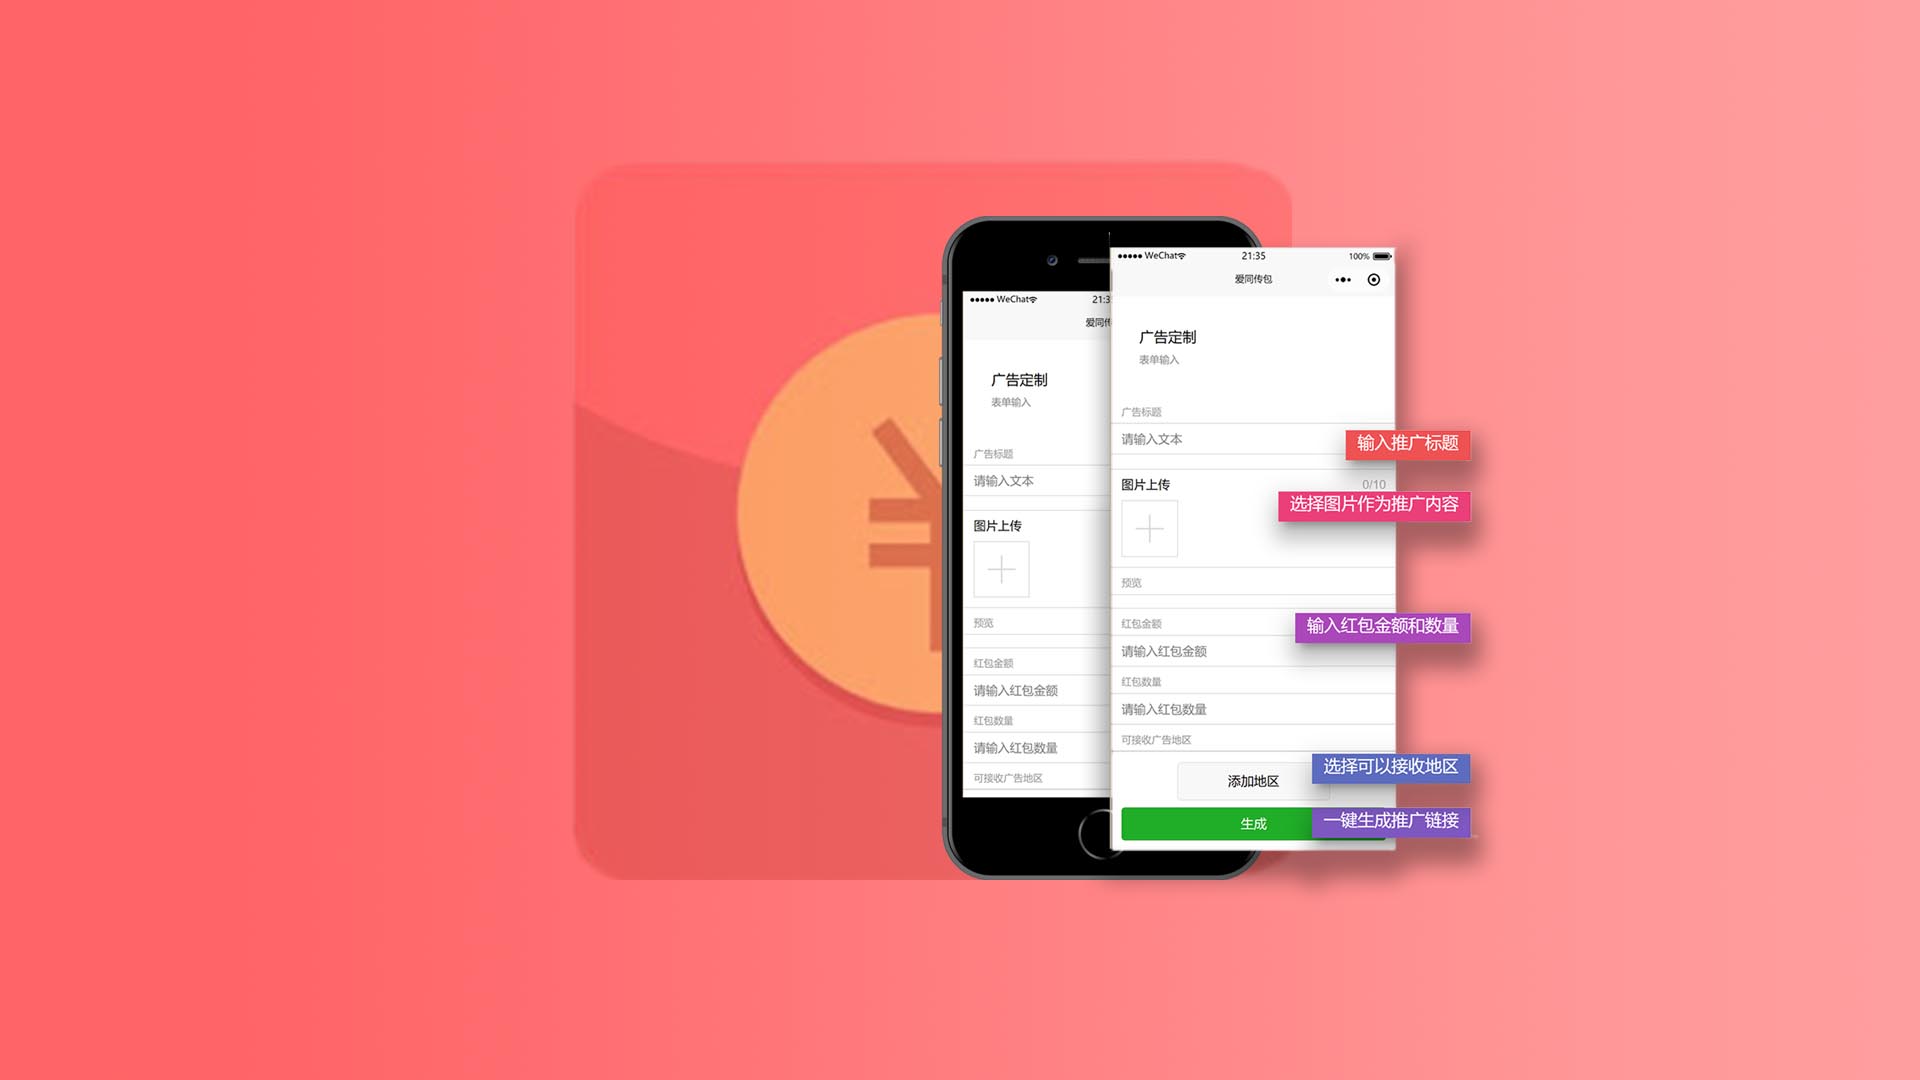 WeChat
21:3
爱同传
广告定制
表单输入
广告标题
请输入文本
图片上传
预览
红包金额
请输入红包金额
红包数量
请输入红包数量
可接收广告地区
WeChat
21:35
100%
爱同传包
广告定制
表单输入
广告标题
请输入文本
输入推广标题
图片上传
0/10
选择图片作为推广内容
预览
红包金额
输入红包金额和数量
请输入红包金额
红包数量
请输入红包数量
可接收广告地区
选择可以接收地区
添加地区
生成
一键生成推广链接
¥